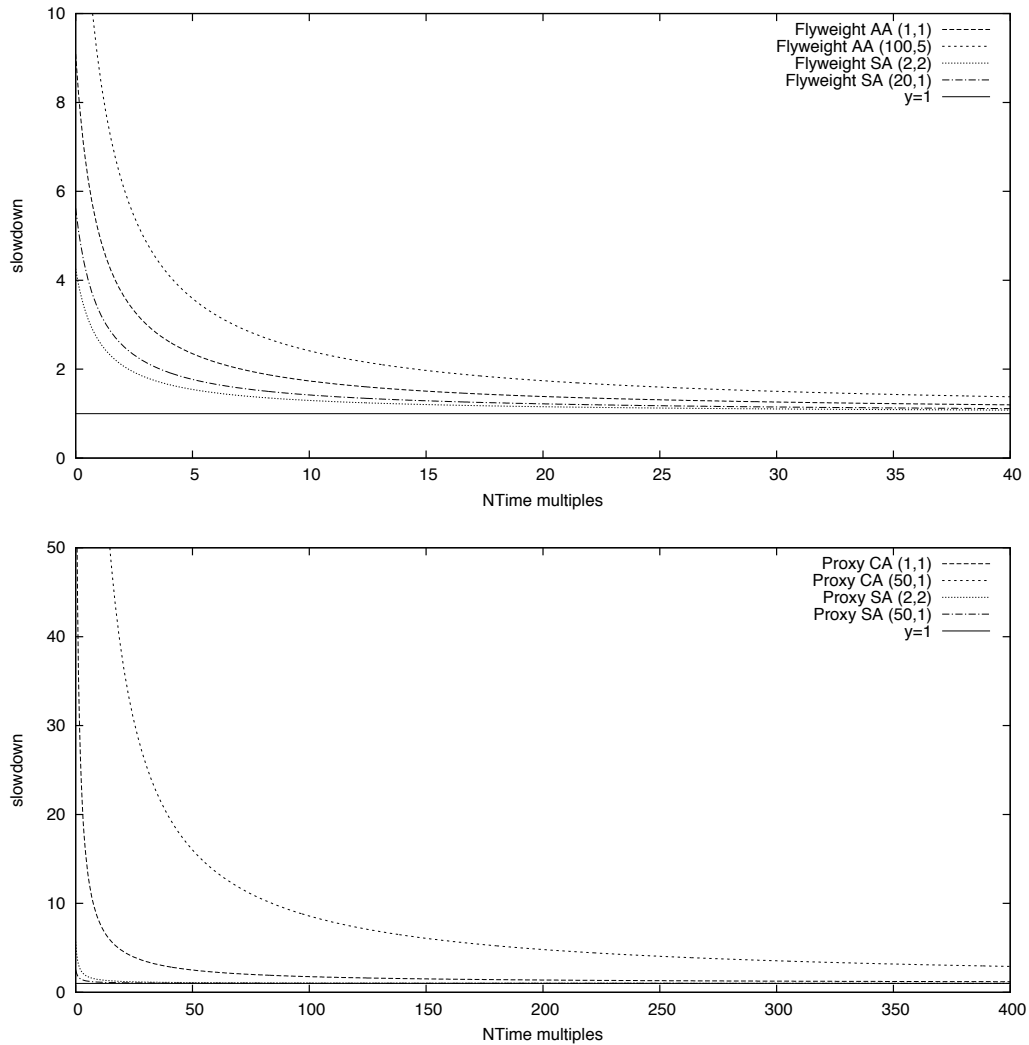 10
8
6
4
2
0
slowdown
0 5 10 15 20 25 30 35 40
NTime multiples
Flyweight AA (1,1)
Flyweight AA (100,5)
Flyweight SA (2,2)
Flyweight SA (20,1)
y=1
50
40
30
20
10
0
slowdown
0 50 100 150 200 250 300 350 400
NTime multiples
Proxy CA (1,1)
Proxy CA (50,1)
Proxy SA (2,2)
Proxy SA (50,1)
y=1